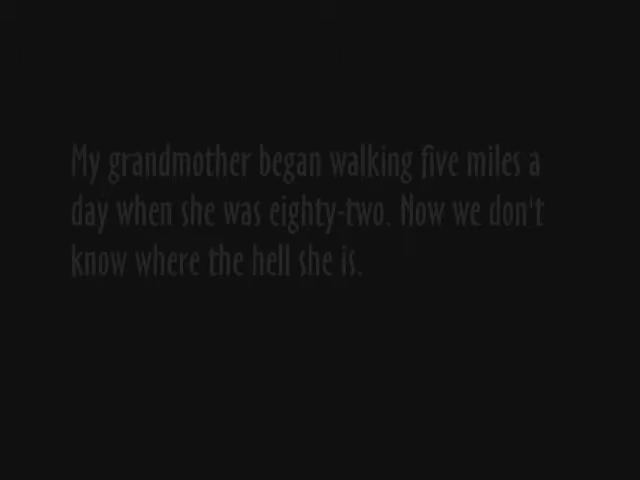 My grandmother began walking five miles a
day when she was eighty-two. Now we don't
know where the hell she is.